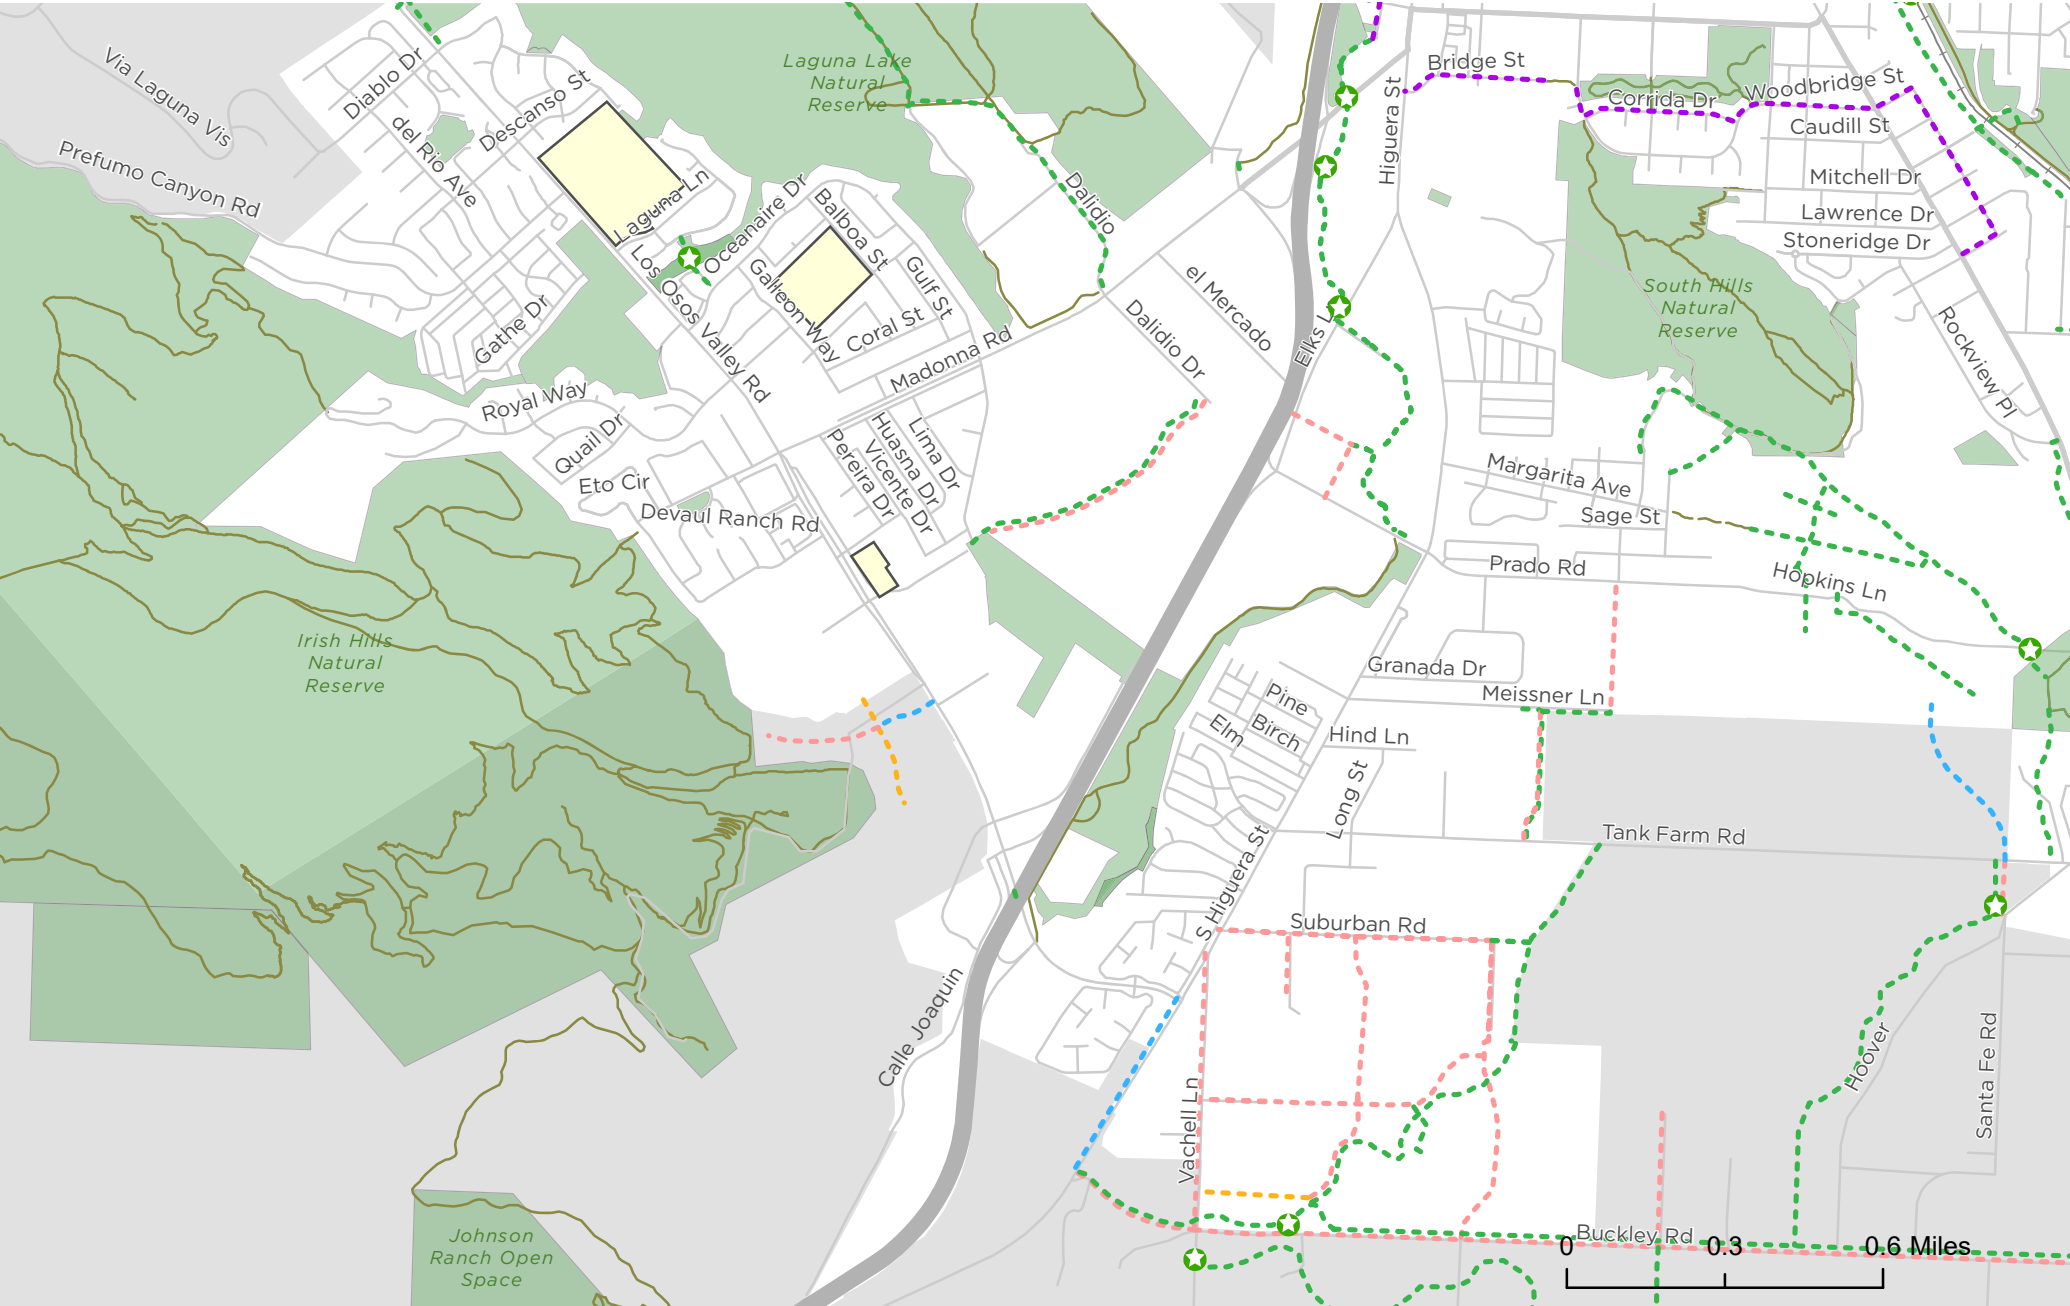 Via Laguna Vis
Diablo Dr
Descanso St
del Rio Ave
Prefumo Canyon Rd
Laguna Lake
Natural
Reserve
Laguna Ln
Los Osos Valley Rd
Oceanaire Dr
Balboa St
Gulf St
Galleon Way
Coral St
Madonna Rd
Gathe Dr
Royal Way
Quail Dr
Eto Cir
Devaul Ranch Rd
Lima Dr
Huasna Dr
Vicente Dr
Pereira Dr
Dalidio
Dalidio Dr
el Mercado
Elks L
Higuera St
Bridge St
Corrida Dr
Woodbridge St
Caudill St
Mitchell Dr
Lawrence Dr
Stoneridge Dr
South Hills
Natural
Reserve
Rockview Pl
Margarita Ave
Sage St
Prado Rd
Hopkins Ln
Irish Hills
Natural
Reserve
Granada Dr
Meissner Ln
Pine
Birch
Elm
Hind Ln
Long St
Tank Farm Rd
S Higuera St
Suburban Rd
Calle Joaquin
Vachell Ln
Hoover
Santa Fe Rd
Buckley Rd
Johnson
Ranch Open
Space
0 0.3 0.6 Miles